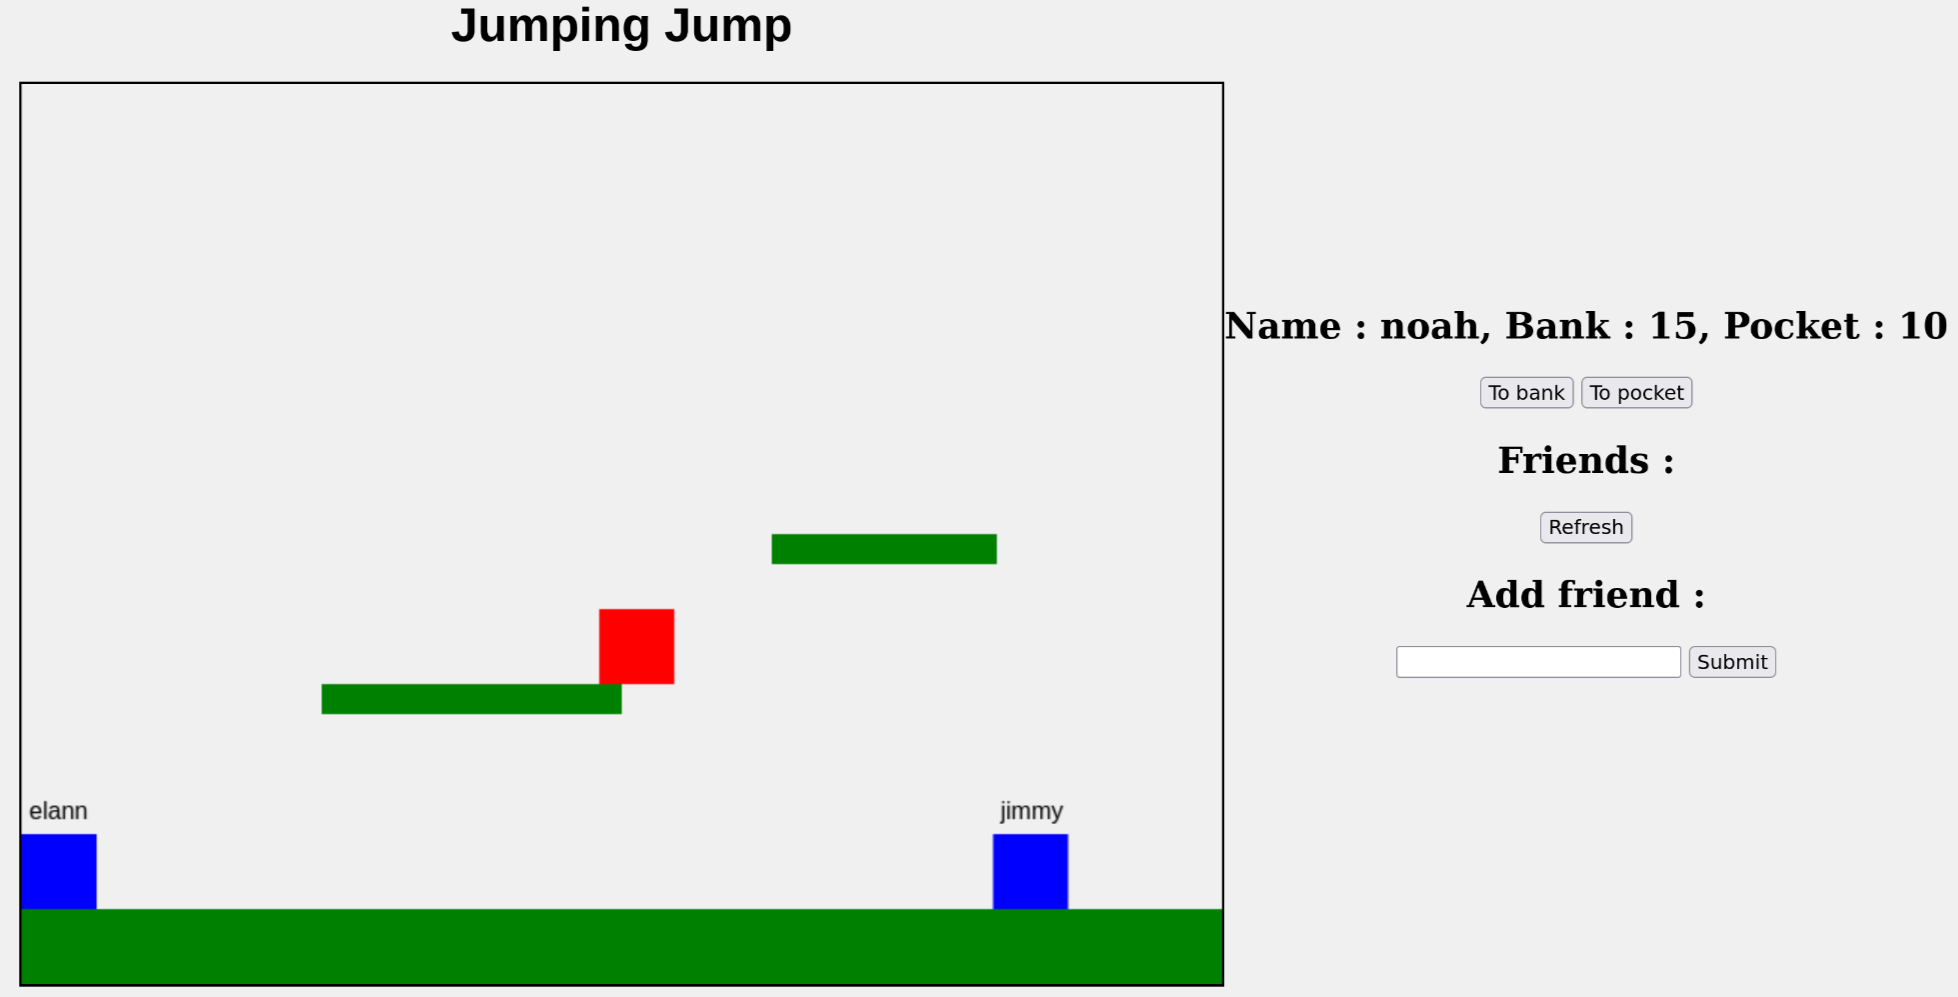 Jumping Jump
Name : noah, Bank : 15, Pocket : 10
To bank To pocket
Friends :
Refresh
Add friend :
Submit
elann
jimmy